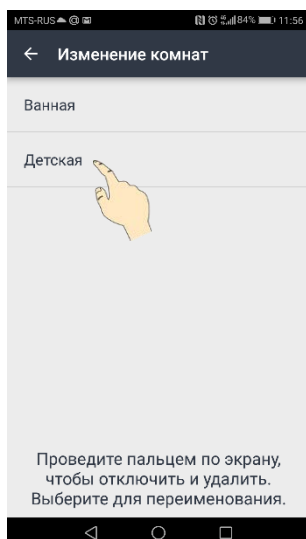 MTS-RUS 84% 11:56
Изменение комнат
Ванная
Детская
Проведите пальцем по экрану,
чтобы отключить и удалить.
Выберите для переименования.